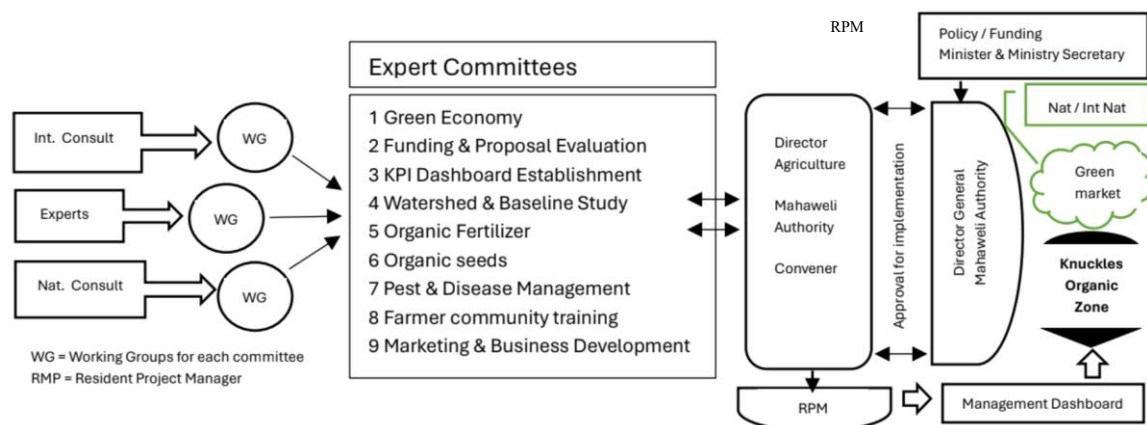 RPM
Policy / Funding
Minister & Ministry Secretary
Expert Committees
Int. Consult
WG
Experts
WG
Nat. Consult
WG
1 Green Economy
2 Funding & Proposal Evaluation
3 KPI Dashboard Establishment
4 Watershed & Baseline Study
5 Organic Fertilizer
6 Organic seeds
7 Pest & Disease Management
8 Farmer community training
9 Marketing & Business Development
Director
Agriculture
Mahaweli
Authority
Convener
Approval for implementation
Director General
Mahaweli Authority
Nat / Int Nat
Green
market
Knuckles
Organic
Zone
WG = Working Groups for each committee
RMP = Resident Project Manager
RPM
Management Dashboard